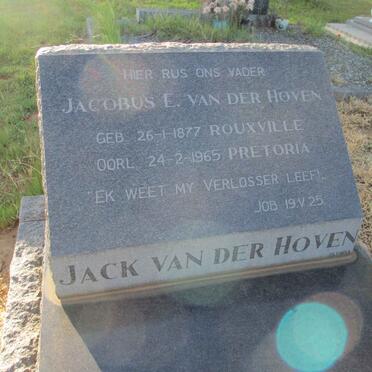 HIER RUS ONS VADER
JACOBUS E. VAN DER HOVEN
GEB. 26-1-1877 ROUXVILLE
OORL. 24-2-1965 PRETORIA
"EK WEET MY VERLOSSER LEEF!..
JOB 19.V.25.
JACK VAN DER HOVEN